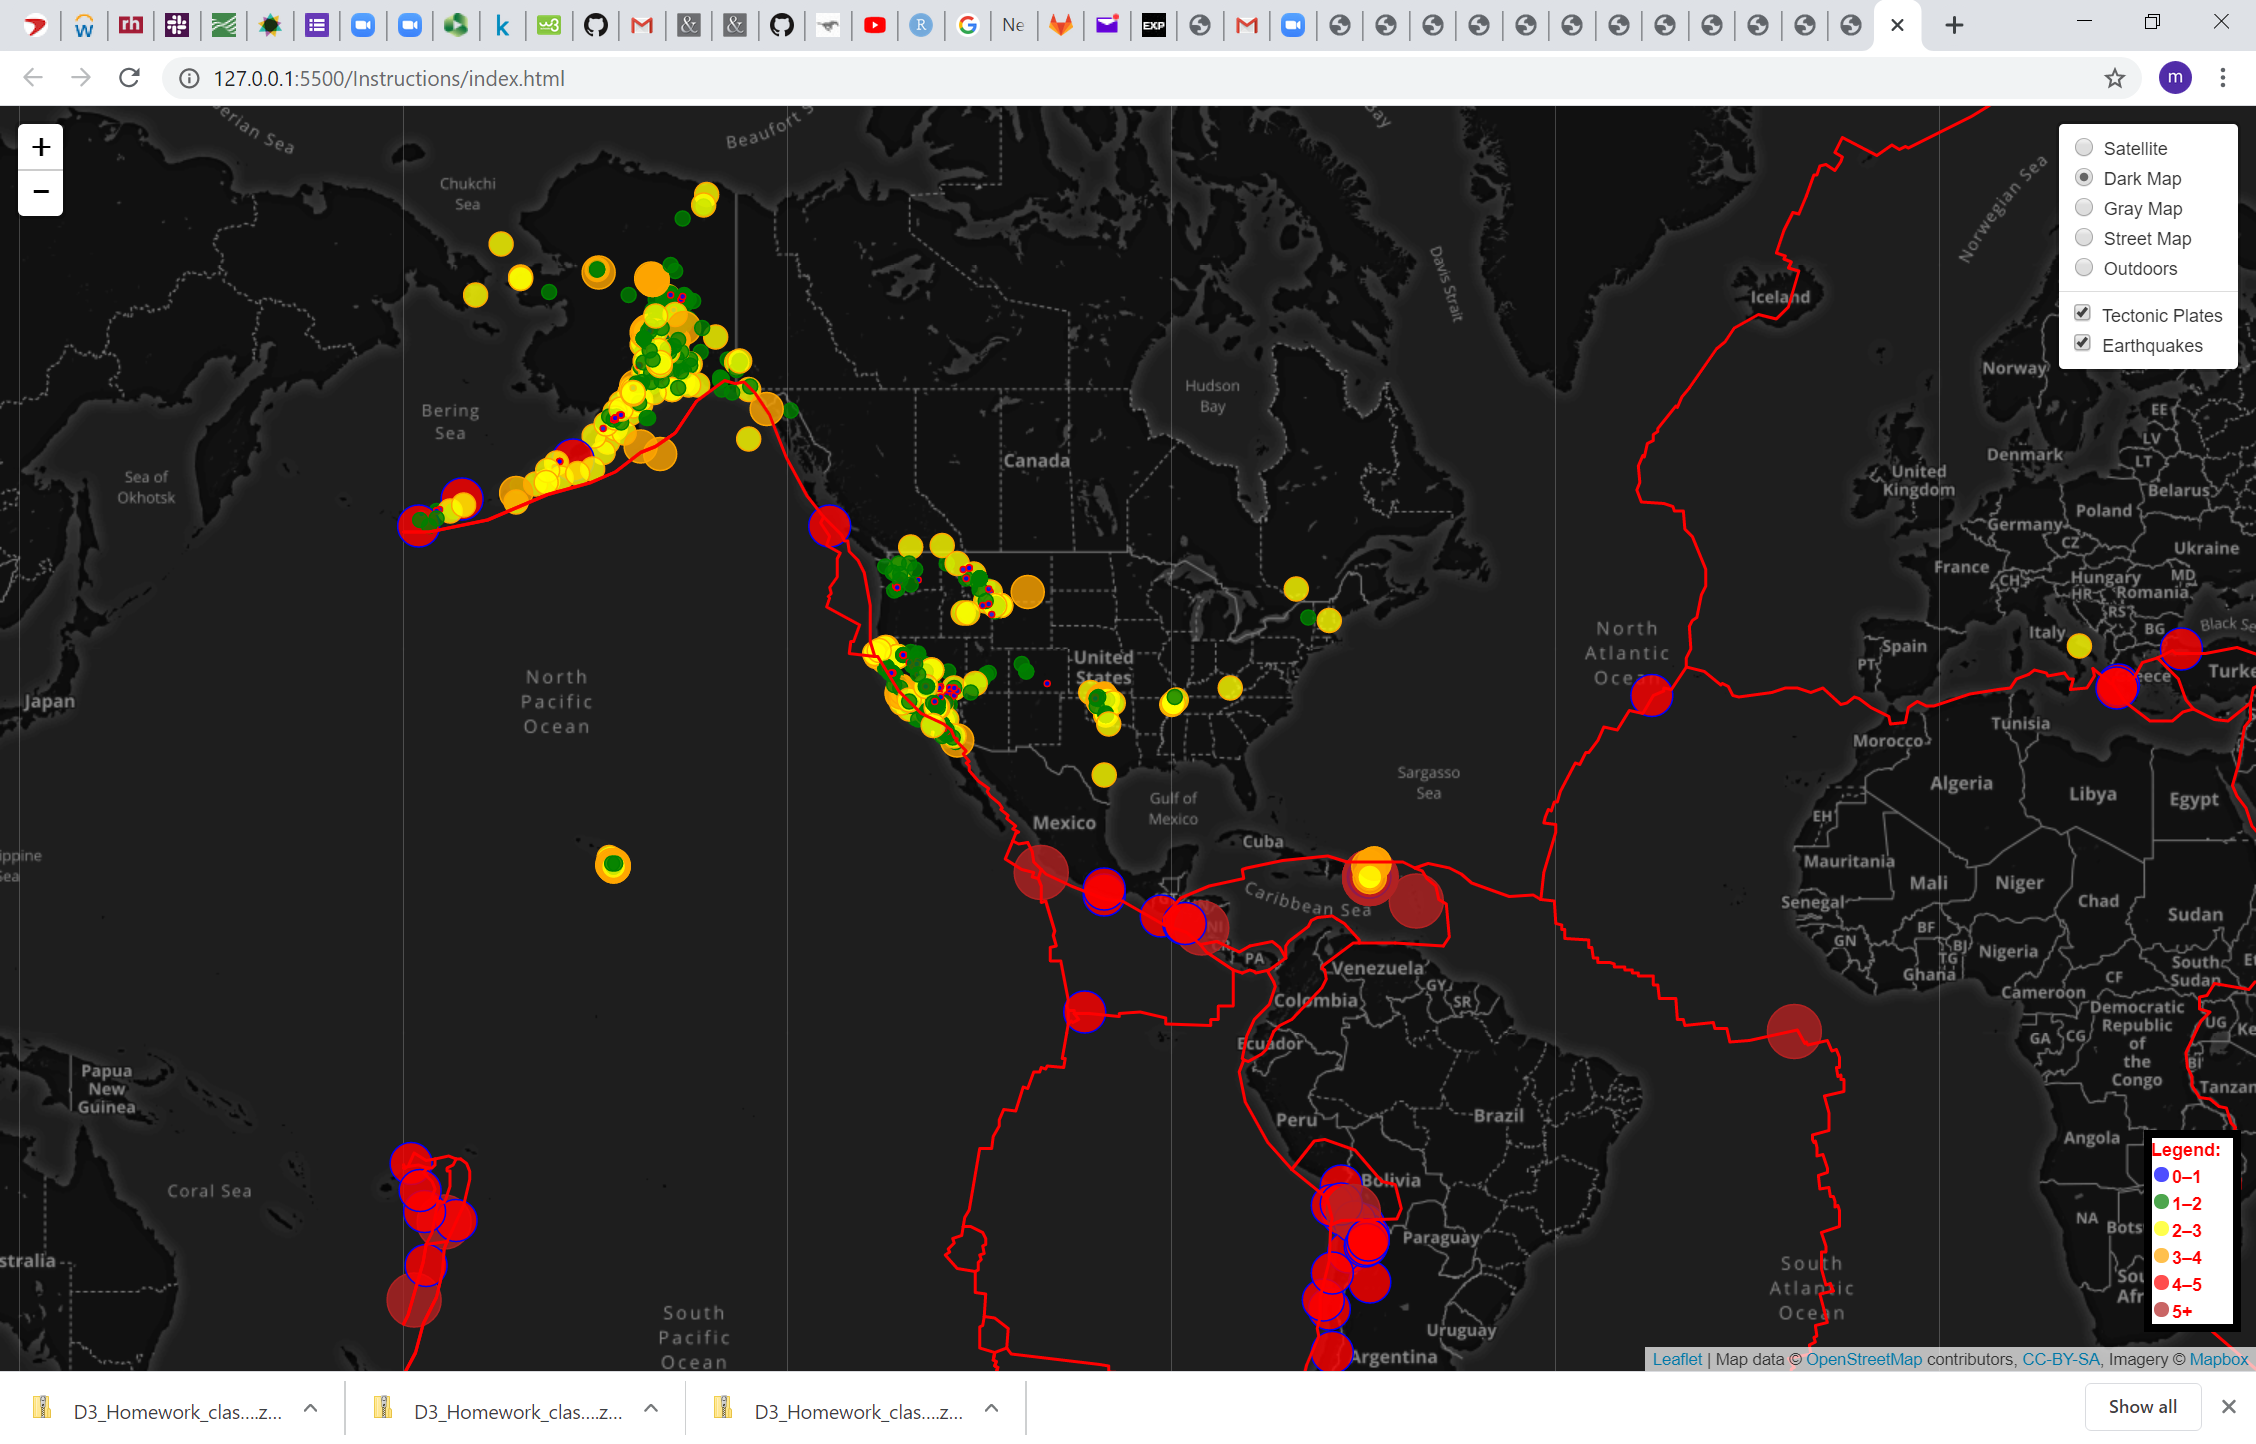 rh
k
w3
&
&
R
G
Ne
EXP
127.0.0.1:5500/Instructions/index.html
m
+
−
Satellite
Dark Map
Gray Map
Street Map
Outdoors
Tectonic Plates
Earthquakes
erian Sea
Beaufort S
Bay
Chukchi
Sea
Davis Strait
Norwegian Sea
Iceland
Norway
Hudson
Bay
Bering
Sea
Sea of
Okhotsk
Canada
EE
LV
LT
Denmark
United
Kingdom
Belarus
Poland
Germany
CZ
Ukraine
France
CH
Hungary
MD
HR
Romania
RS
Black Se
Italy
BG
Spain
PT
eece
Turke
North
Atlantic
Ocea
United
States
North
Pacific
Ocean
Japan
Tunisia
Morocco
Sargasso
Sea
Algeria
Libya
Egypt
Gulf of
Mexico
Mexico
EH
Cuba
ippine
Sea
Mauritania
Mali
Niger
Chad
Senegal
Sudan
Caribbean Sea
NI
CR
PA
BF
GN
BJ
TG
Nigeria
Ghana
South
Sudan
Et
CF
Venezuela
GY
SR
Colombia
Cameroon
Democratic
Republic
of
the
Congo
UG
Ke
GA
CG
BI
Tanzan
Ecuador
Papua
New
Guinea
Peru
Brazil
Angola
Coral Sea
Bolivia
NA
Bots
Paraguay
stralia
South
Atlantic
Ocean
Sou
Afr
South
Pacific
Ocean
Uruguay
Argentina
Legend:
0–1
1–2
2–3
3–4
4–5
5+
Leaflet | Map data © OpenStreetMap contributors, CC-BY-SA, Imagery © Mapbox
D3_Homework_clas....z...
D3_Homework_clas....z...
D3_Homework_clas....z...
Show all